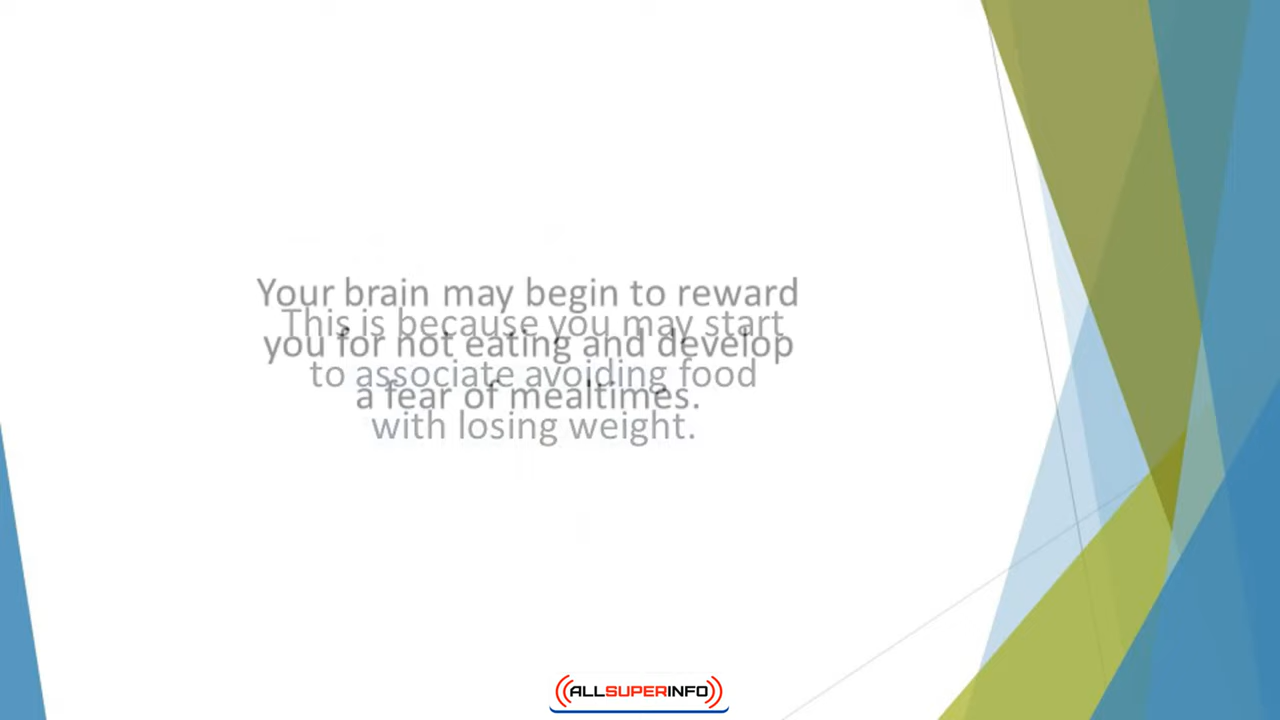 Your brain may begin to reward
you for not eating and develop
a fear of mealtimes.
This is because you may start
to associate avoiding food
with losing weight.
ALLSUPERINFO